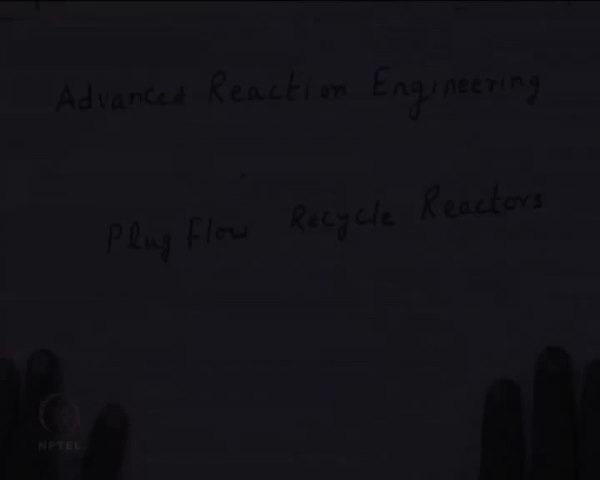 Advanced Reaction Engineering
Plug flow Recycle Reactors
NPTEL